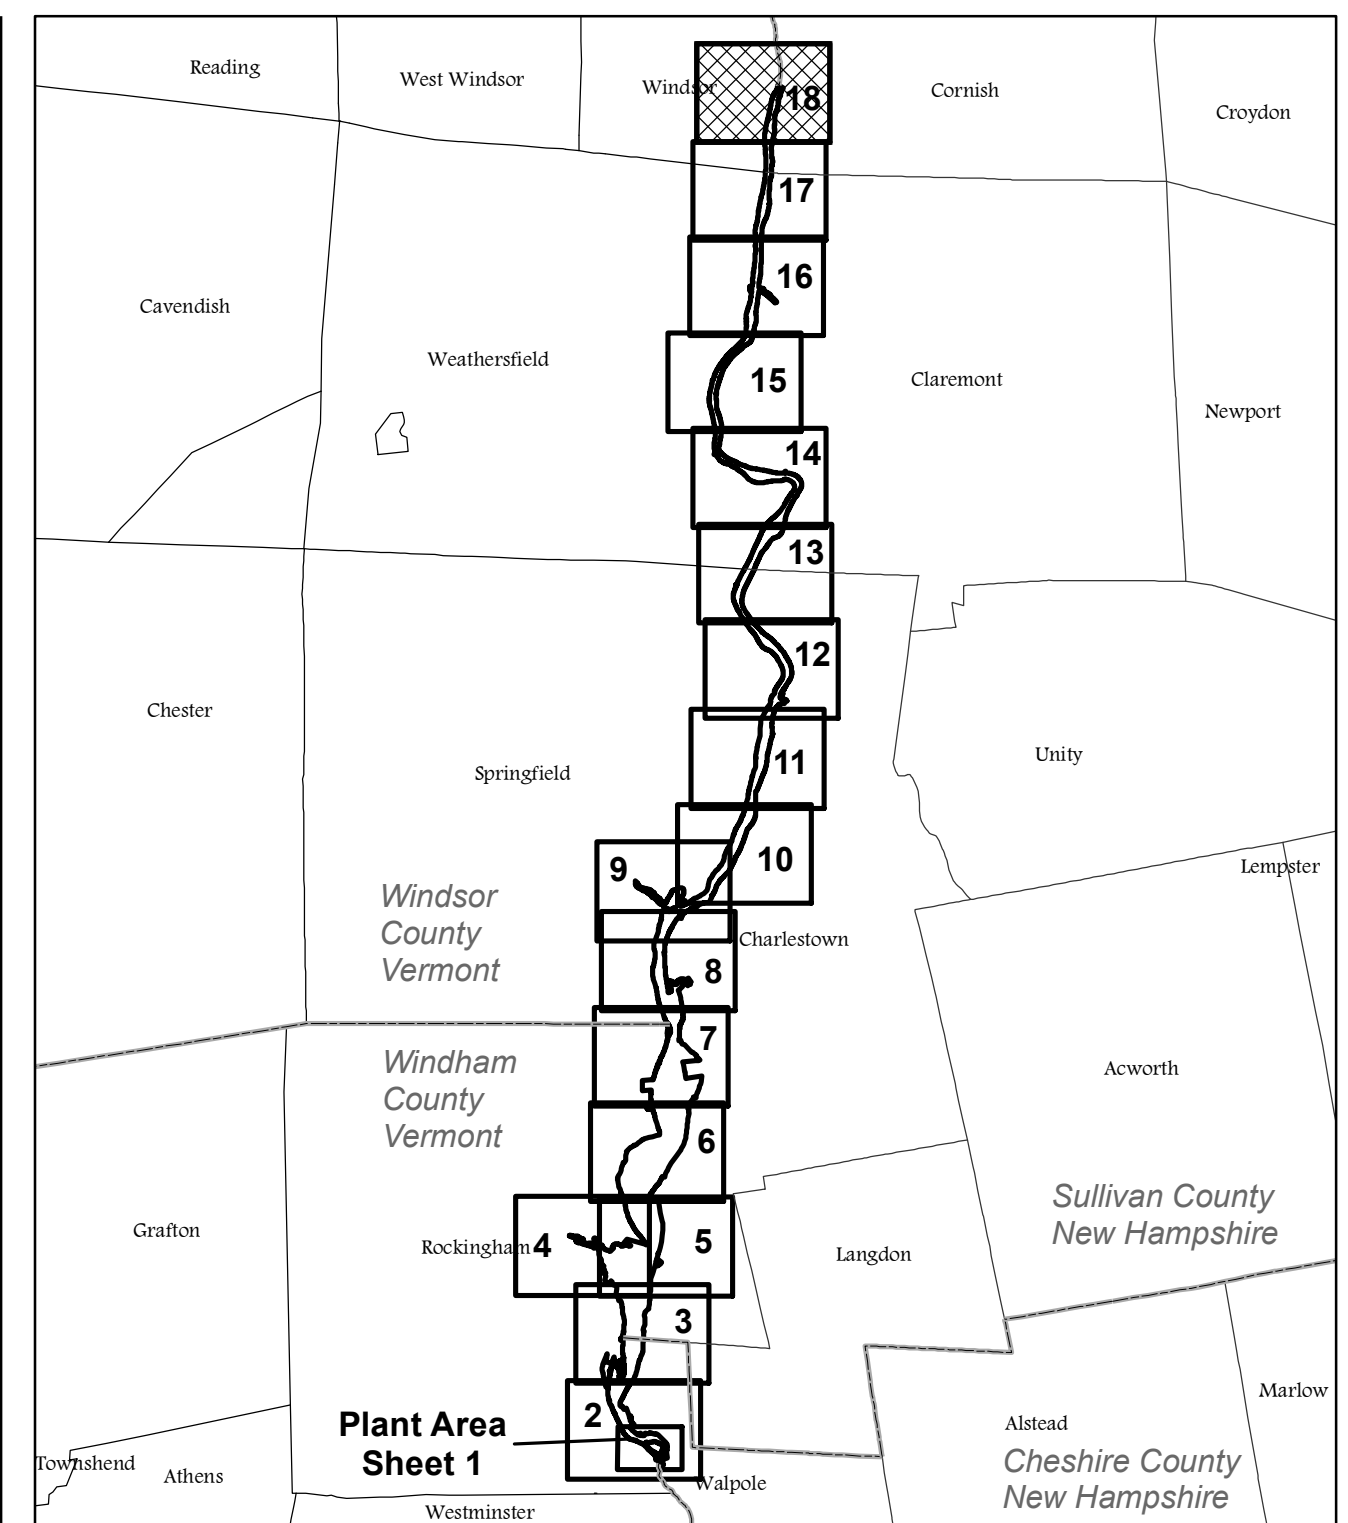 Reading
West Windsor
Windsor
18
Cornish
Croydon
17
16
Cavendish
Weathersfield
15
Claremont
Newport
14
13
12
Chester
Springfield
11
Unity
10
9
Lempster
Windsor
County
Vermont
Charlestown
8
7
Windham
County
Vermont
Acworth
6
Sullivan County
New Hampshire
Grafton
Rockingham
4
5
Langdon
3
Marlow
2
Plant Area
Sheet 1
Alstead
Cheshire County
New Hampshire
Townshend
Athens
Walpole
Westminster